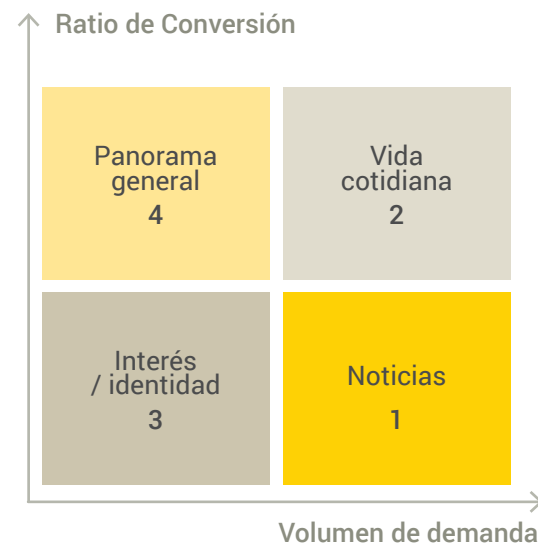 Ratio de Conversión
Panorama
general
4
Vida
cotidiana
2
Interés
/ identidad
3
Noticias
1
Volumen de demanda